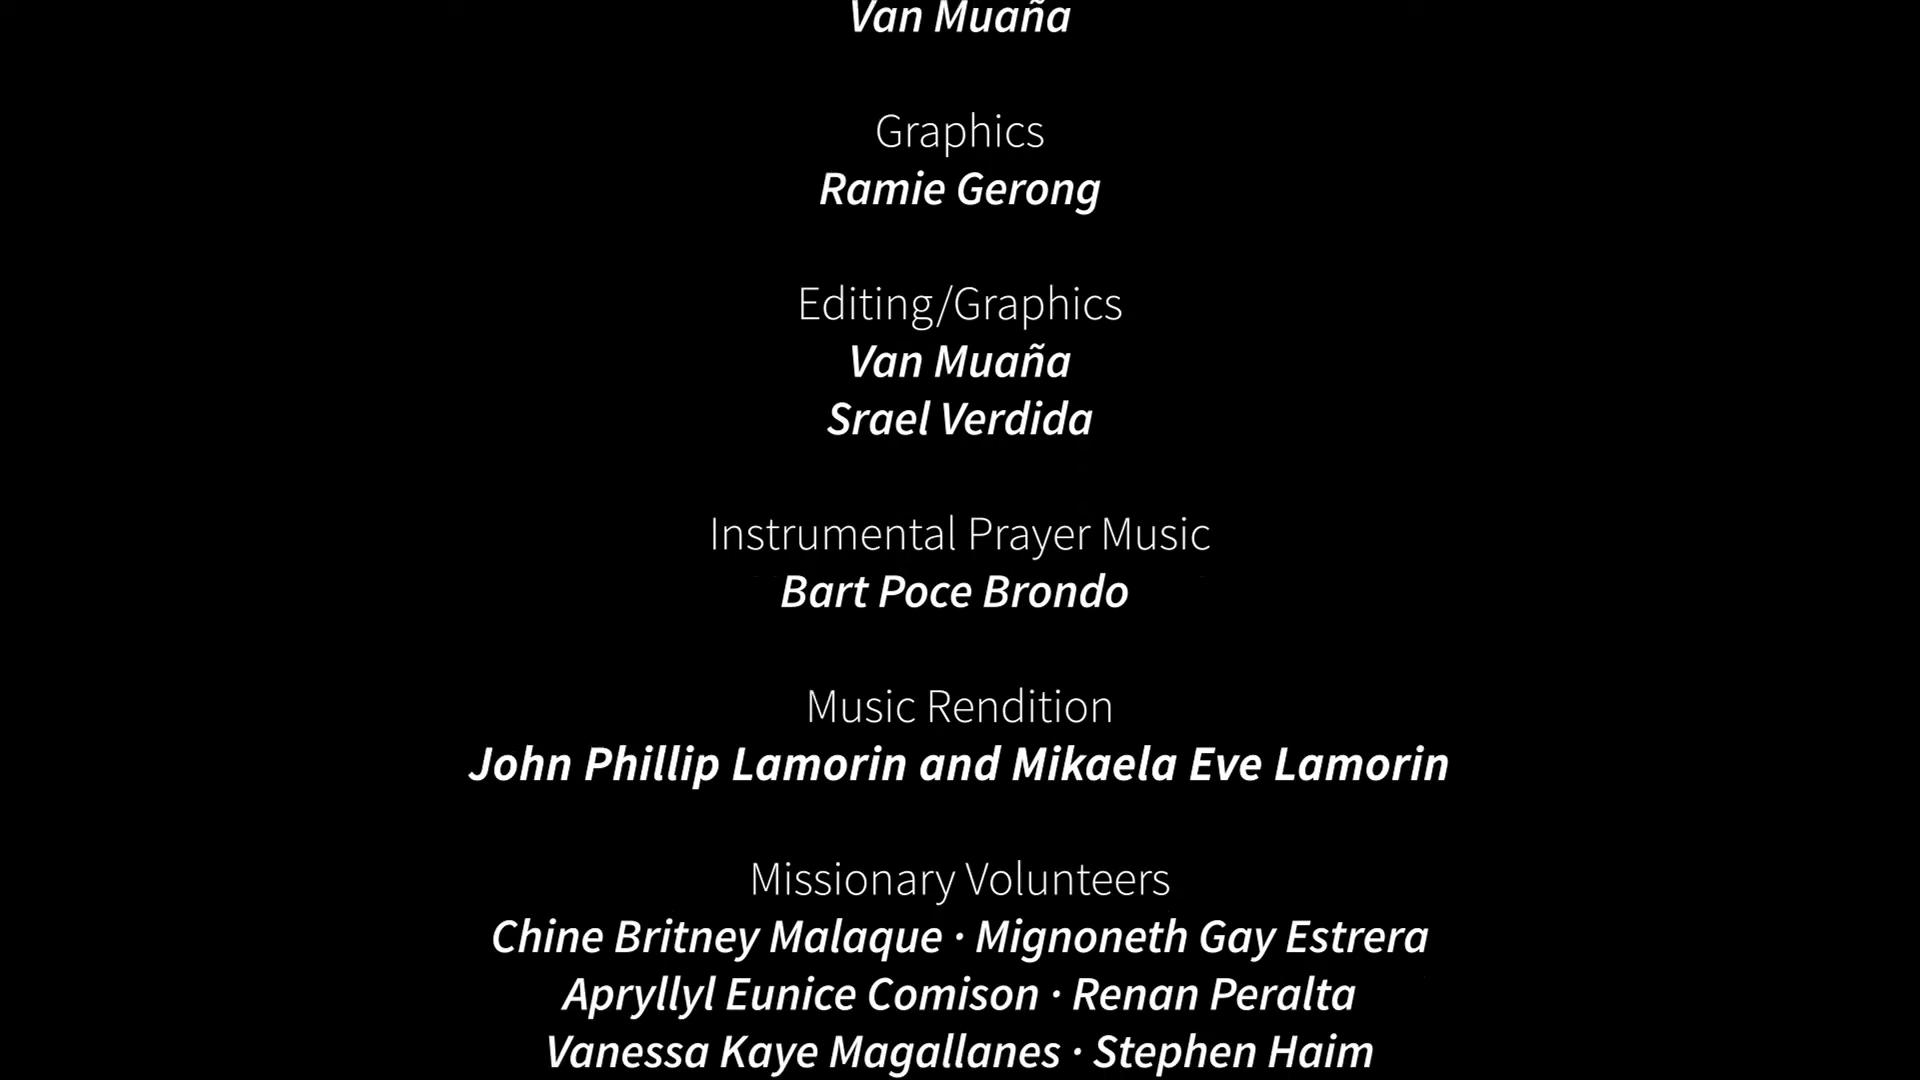 Van Muaña
Graphics
Ramie Gerong
Editing/Graphics
Van Muaña
Srael Verdida
Instrumental Prayer Music
Bart Poce Brondo
Music Rendition
John Phillip Lamorin and Mikaela Eve Lamorin
Missionary Volunteers
Chine Britney Malaque · Mignoneth Gay Estrera
Apryllyl Eunice Comison · Renan Peralta
Vanessa Kaye Magallanes · Stephen Haim